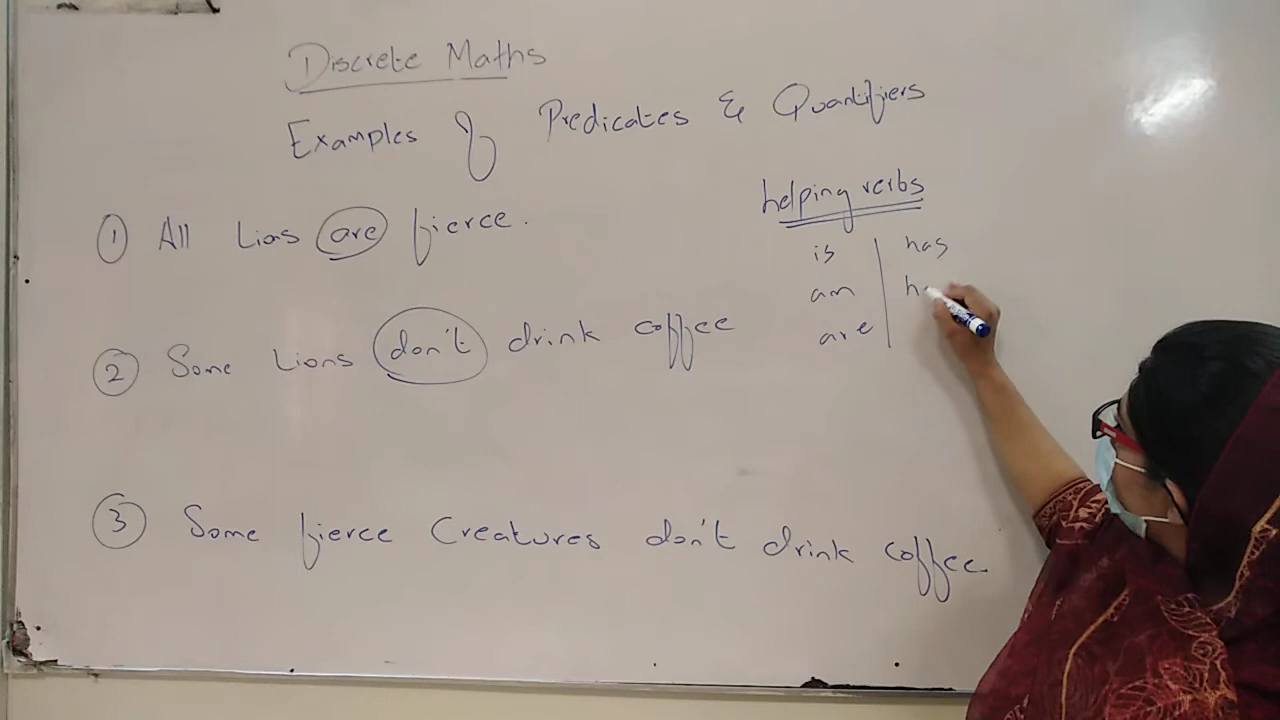 Discrete Maths
Examples of Predicates & Quantifiers
① All Lions are fierce.
② Some Lions don't drink coffee
③ Some fierce Creatures don't drink coffee.
helping verbs
is | has
am | ha
are |